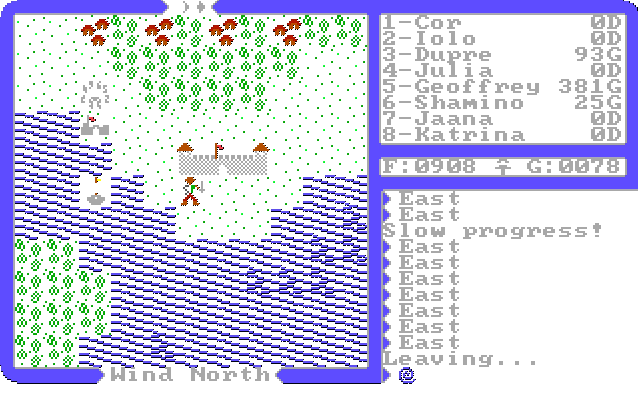 1-Cor 0D
2-Iolo 0D
3-Dupre 93G
4-Julia 0D
5-Geoffrey 381G
6-Shamino 25G
7-Jaana 0D
8-Katrina 0D
F:0908 G:0078
East
East
Slow progress!
East
East
East
East
East
East
East
Leaving...
Wind North